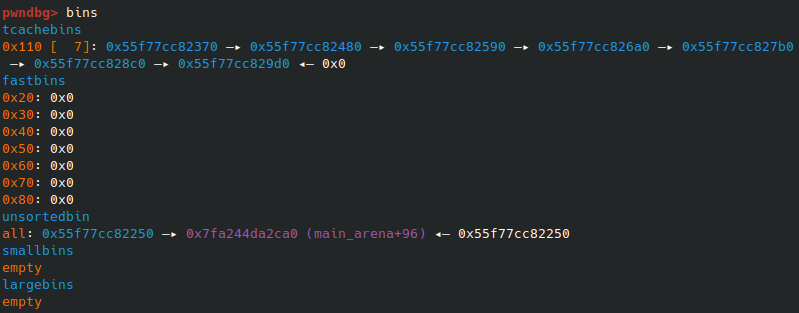 pwndbg> bins
tcachebins
0x110 [  7]: 0x55f77cc82370 —▸ 0x55f77cc82480 —▸ 0x55f77cc82590 —▸ 0x55f77cc826a0 —▸ 0x55f77cc827b0
 —▸ 0x55f77cc828c0 —▸ 0x55f77cc829d0 ◂— 0x0
fastbins
0x20: 0x0
0x30: 0x0
0x40: 0x0
0x50: 0x0
0x60: 0x0
0x70: 0x0
0x80: 0x0
unsortedbin
all: 0x55f77cc82250 —▸ 0x7fa244da2ca0 (main_arena+96) ◂— 0x55f77cc82250
smallbins
empty
largebins
empty